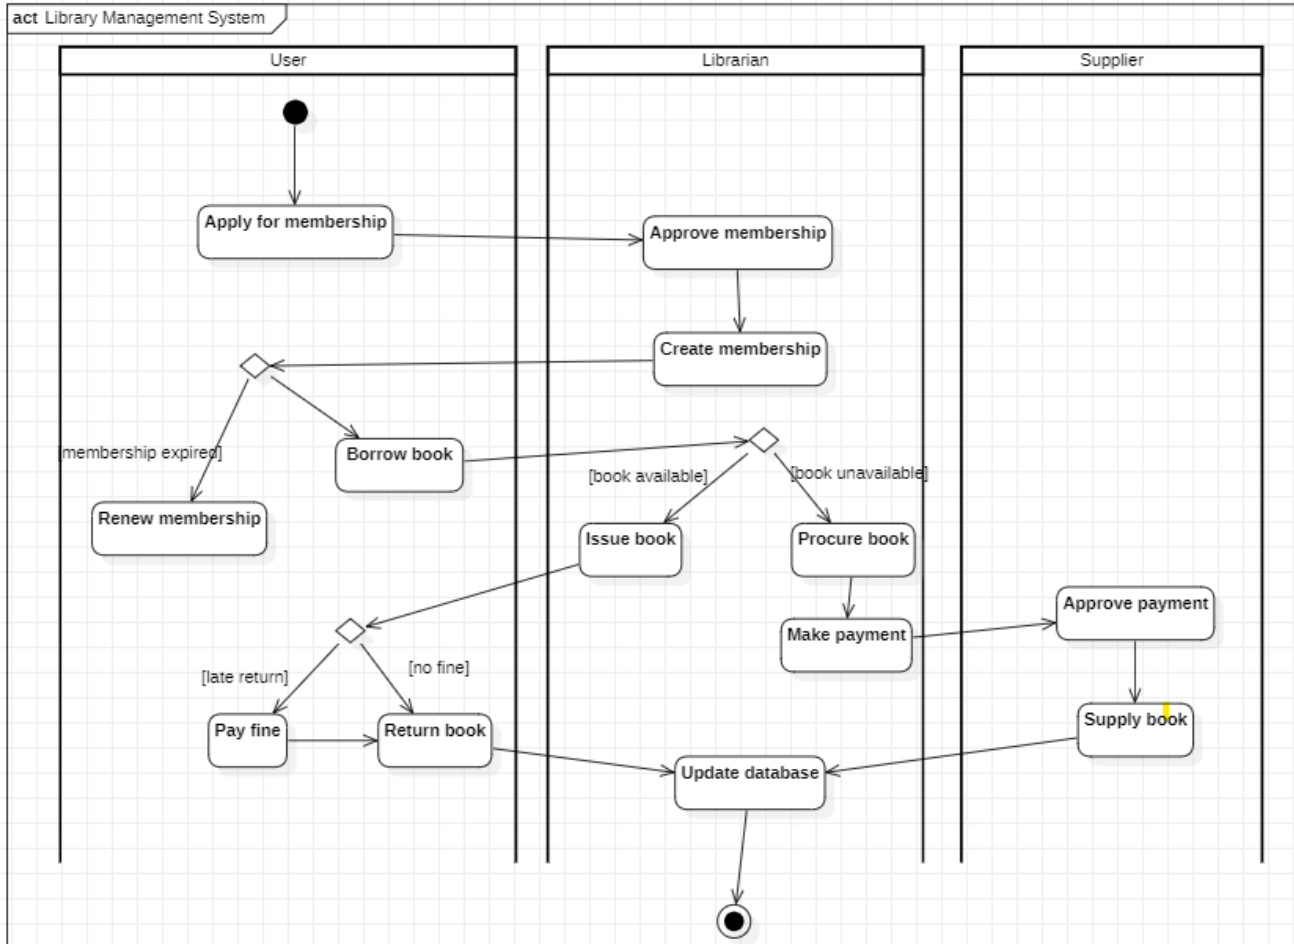 act Library Management System
User
Librarian
Supplier
Apply for membership
Approve membership
Create membership
[membership expired]
Borrow book
[book available]
[book unavailable]
Renew membership
Issue book
Procure book
Approve payment
Make payment
[late return]
[no fine]
Pay fine
Return book
Supply book
Update database